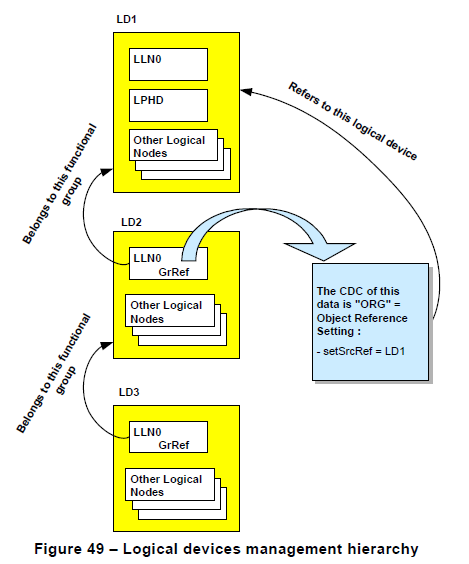 LD1
LLN0
LPHD
Other Logical
Nodes
Refers to this logical device
Belongs to this functional
group
LD2
LLN0
GrRef
Other Logical
Nodes
The CDC of this
data is "ORG" =
Object Reference
Setting :
- setSrcRef = LD1
Belongs to this functional
group
LD3
LLN0
GrRef
Other Logical
Nodes
Figure 49 – Logical devices management hierarchy